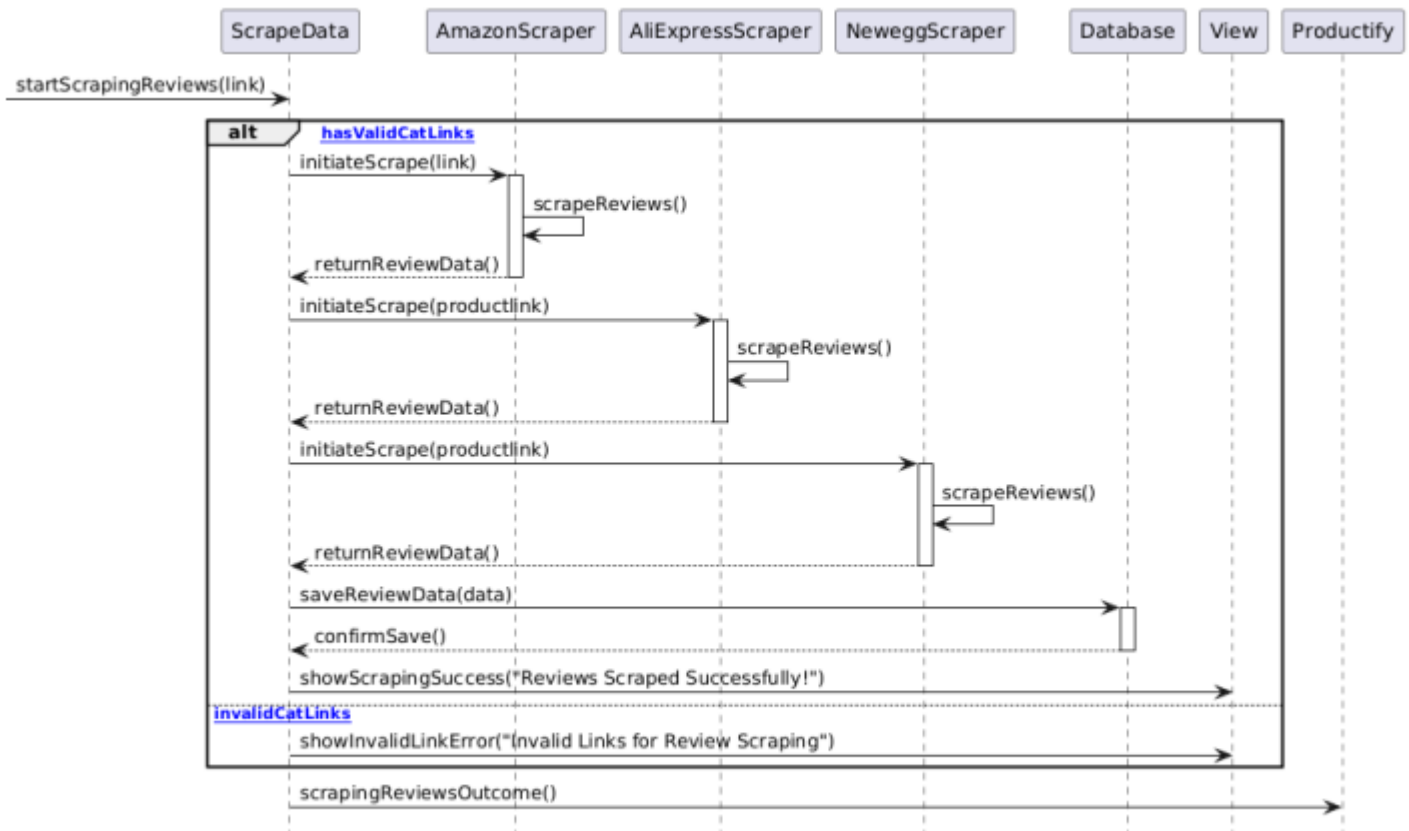 ScrapeData AmazonScraper AliExpressScraper NeweggScraper Database View Productify
startScrapingReviews(link)
alt hasValidCatLinks
initiateScrape(link)
scrapeReviews()
returnReviewData()
initiateScrape(productlink)
scrapeReviews()
returnReviewData()
initiateScrape(productlink)
scrapeReviews()
returnReviewData()
saveReviewData(data)
confirmSave()
showScrapingSuccess("Reviews Scraped Successfully!")
invalidCatLinks
showInvalidLinkError("Invalid Links for Review Scraping")
scrapingReviewsOutcome()